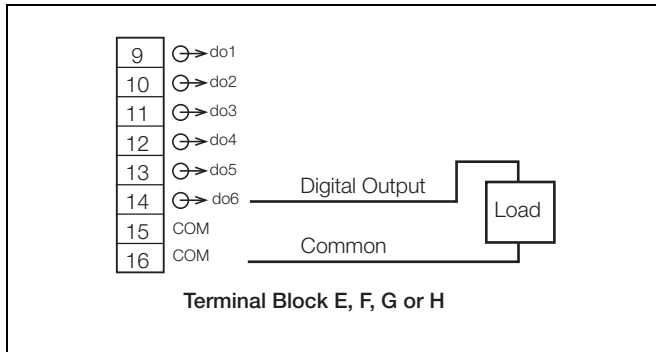 9 do1
10 do2
11 do3
12 do4
13 do5
14 do6 Digital Output
Load
15 COM
16 COM Common
Terminal Block E, F, G or H